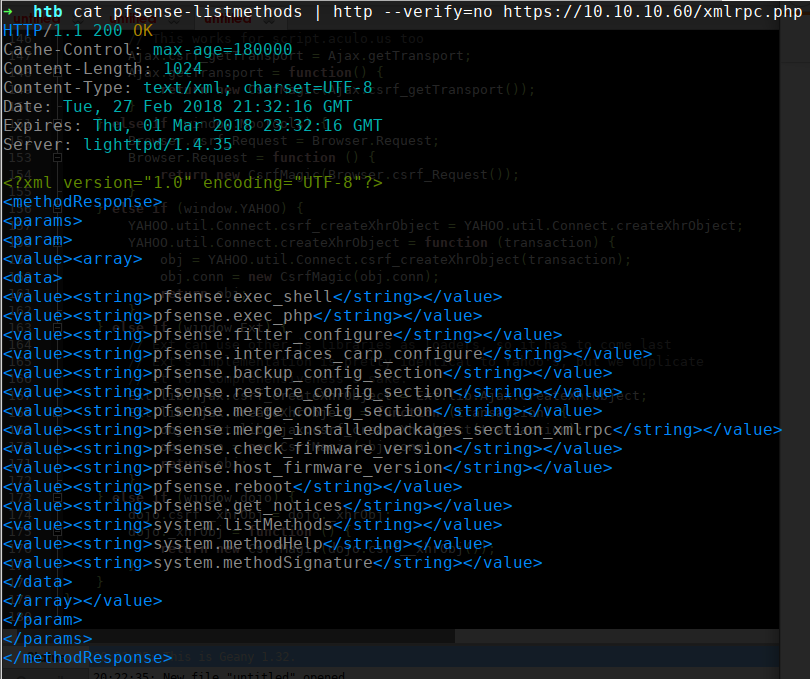 ➜  htb cat pfsense-listmethods | http --verify=no https://10.10.10.60/xmlrpc.php
HTTP/1.1 200 OK
Cache-Control: max-age=180000
Content-Length: 1024
Content-Type: text/xml; charset=UTF-8
Date: Tue, 27 Feb 2018 21:32:16 GMT
Expires: Thu, 01 Mar 2018 23:32:16 GMT
Server: lighttpd/1.4.35
<?xml version="1.0" encoding="UTF-8"?>
<methodResponse>
<params>
<param>
<value><array>
<data>
<value><string>pfsense.exec_shell</string></value>
<value><string>pfsense.exec_php</string></value>
<value><string>pfsense.filter_configure</string></value>
<value><string>pfsense.interfaces_carp_configure</string></value>
<value><string>pfsense.backup_config_section</string></value>
<value><string>pfsense.restore_config_section</string></value>
<value><string>pfsense.merge_config_section</string></value>
<value><string>pfsense.merge_installedpackages_section_xmlrpc</string></value>
<value><string>pfsense.check_firmware_version</string></value>
<value><string>pfsense.host_firmware_version</string></value>
<value><string>pfsense.reboot</string></value>
<value><string>pfsense.get_notices</string></value>
<value><string>system.listMethods</string></value>
<value><string>system.methodHelp</string></value>
<value><string>system.methodSignature</string></value>
</data>
</array></value>
</param>
</params>
</methodResponse>